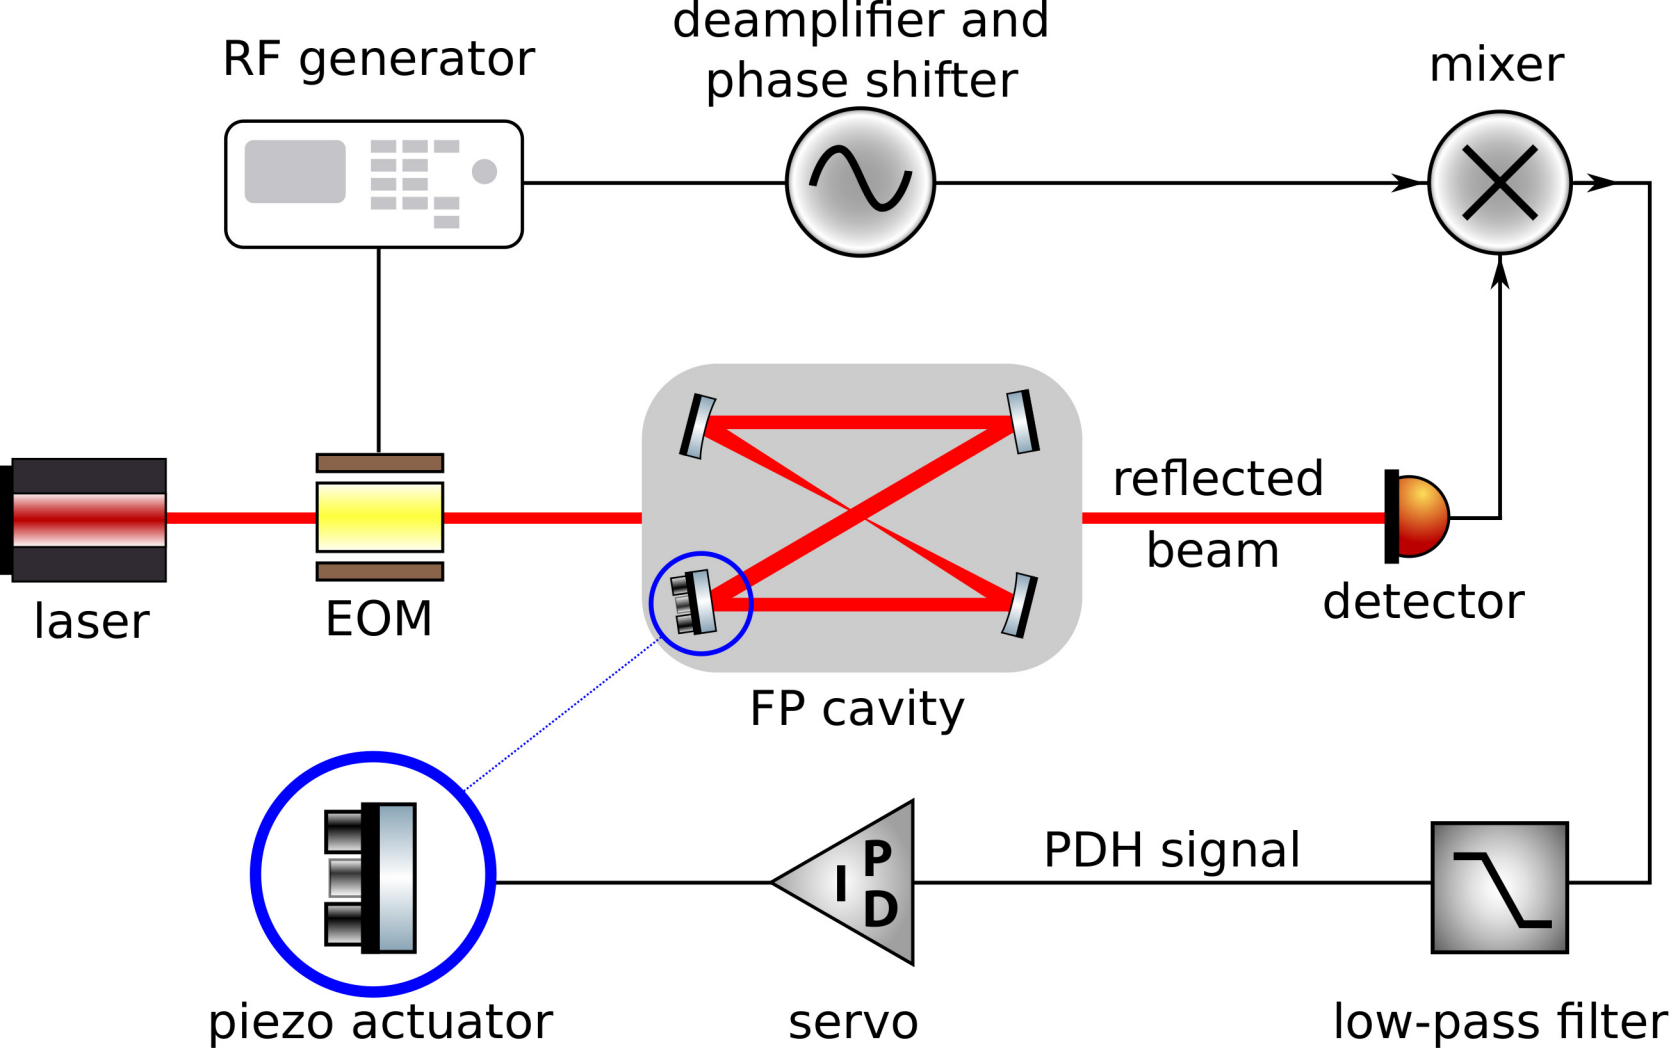 deamplifier and
phase shifter
RF generator
mixer
laser
EOM
FP cavity
reflected
beam
detector
PDH signal
P
I
D
piezo actuator
servo
low-pass filter